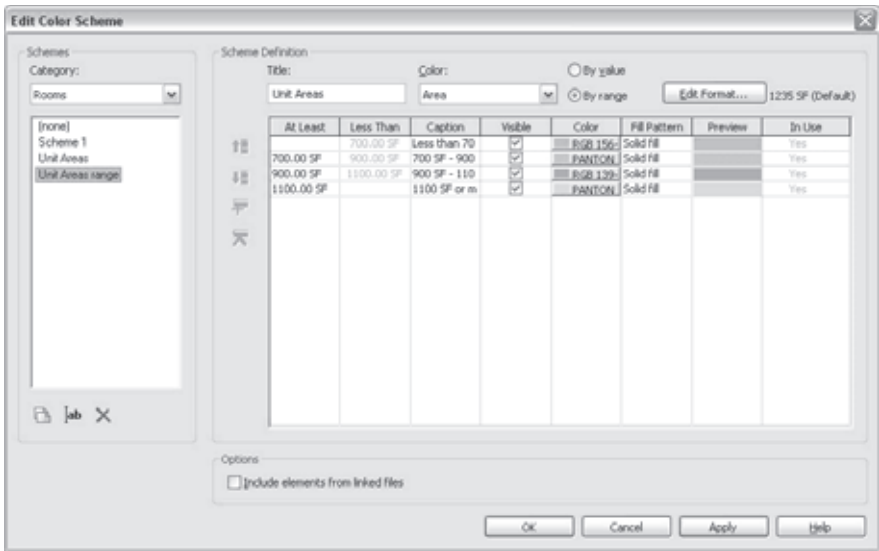 Edit Color Scheme
Schemes
Category:
Rooms
(none)
Scheme 1
Unit Areas
Unit Areas range
ab
Scheme Definition
Title:
Unit Areas
Color:
Area
By value
By range
Edit Format...
1235 SF (Default)
At Least Less Than Caption Visible Color Fill Pattern Preview In Use
700.00 SF Less than 70 RGB 156- Solid fill Yes
700.00 SF 900.00 SF 700 SF - 900 PANTON Solid fill Yes
900.00 SF 1100.00 SF 900 SF - 110 RGB 139- Solid fill Yes
1100.00 SF 1100 SF or m PANTON Solid fill Yes
Options
Include elements from linked files
OK Cancel Apply Help